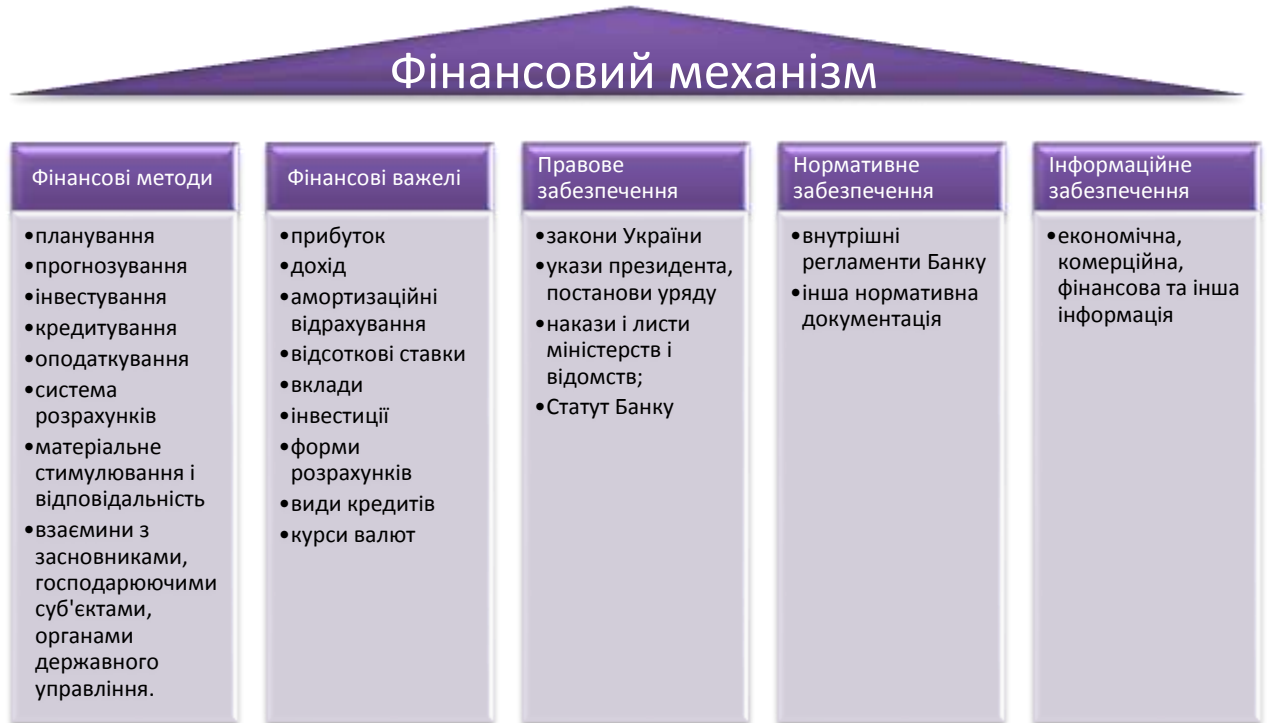 Фінансовий механізм
Фінансові методи
•планування
•прогнозування
•інвестування
•кредитування
•оподаткування
•система
розрахунків
•матеріальне
стимулювання і
відповідальність
•взаємини з
засновниками,
господарюючими
суб'єктами,
органами
державного
управління.
Фінансові важелі
•прибуток
•дохід
•амортизаційні
відрахування
•відсоткові ставки
•вклади
•інвестиції
•форми
розрахунків
•види кредитів
•курси валют
Правове
забезпечення
•закони України
•укази президента,
постанови уряду
•накази і листи
міністерств і
відомств;
•Статут Банку
Нормативне
забезпечення
•внутрішні
регламенти Банку
•інша нормативна
документація
Інформаційне
забезпечення
•економічна,
комерційна,
фінансова та інша
інформація